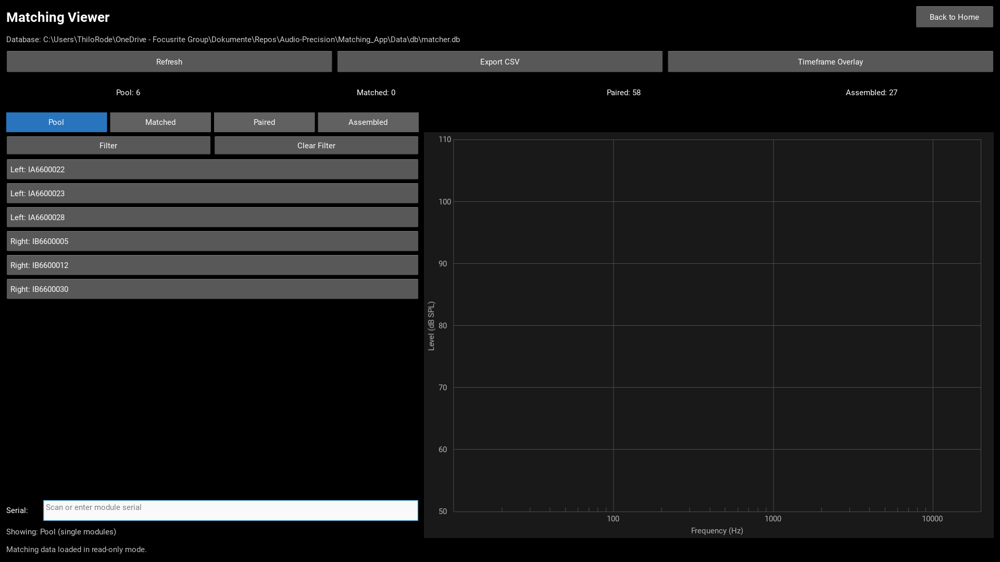 Matching Viewer
Back to Home
Database: C:\Users\ThiloRode\OneDrive - Focusrite Group\Dokumente\Repos\Audio-Precision\Matching_App\Data\db\matcher.db
Refresh
Export CSV
Timeframe Overlay
Pool: 6
Matched: 0
Paired: 58
Assembled: 27
Pool
Matched
Paired
Assembled
Filter
Clear Filter
Left: IA6600022
Left: IA6600023
Left: IA6600028
Right: IB6600005
Right: IB6600012
Right: IB6600030
Serial:
Scan or enter module serial
Showing: Pool (single modules)
Matching data loaded in read-only mode.
Level (dB SPL)
110
100
90
80
70
60
50
100
1000
10000
Frequency (Hz)